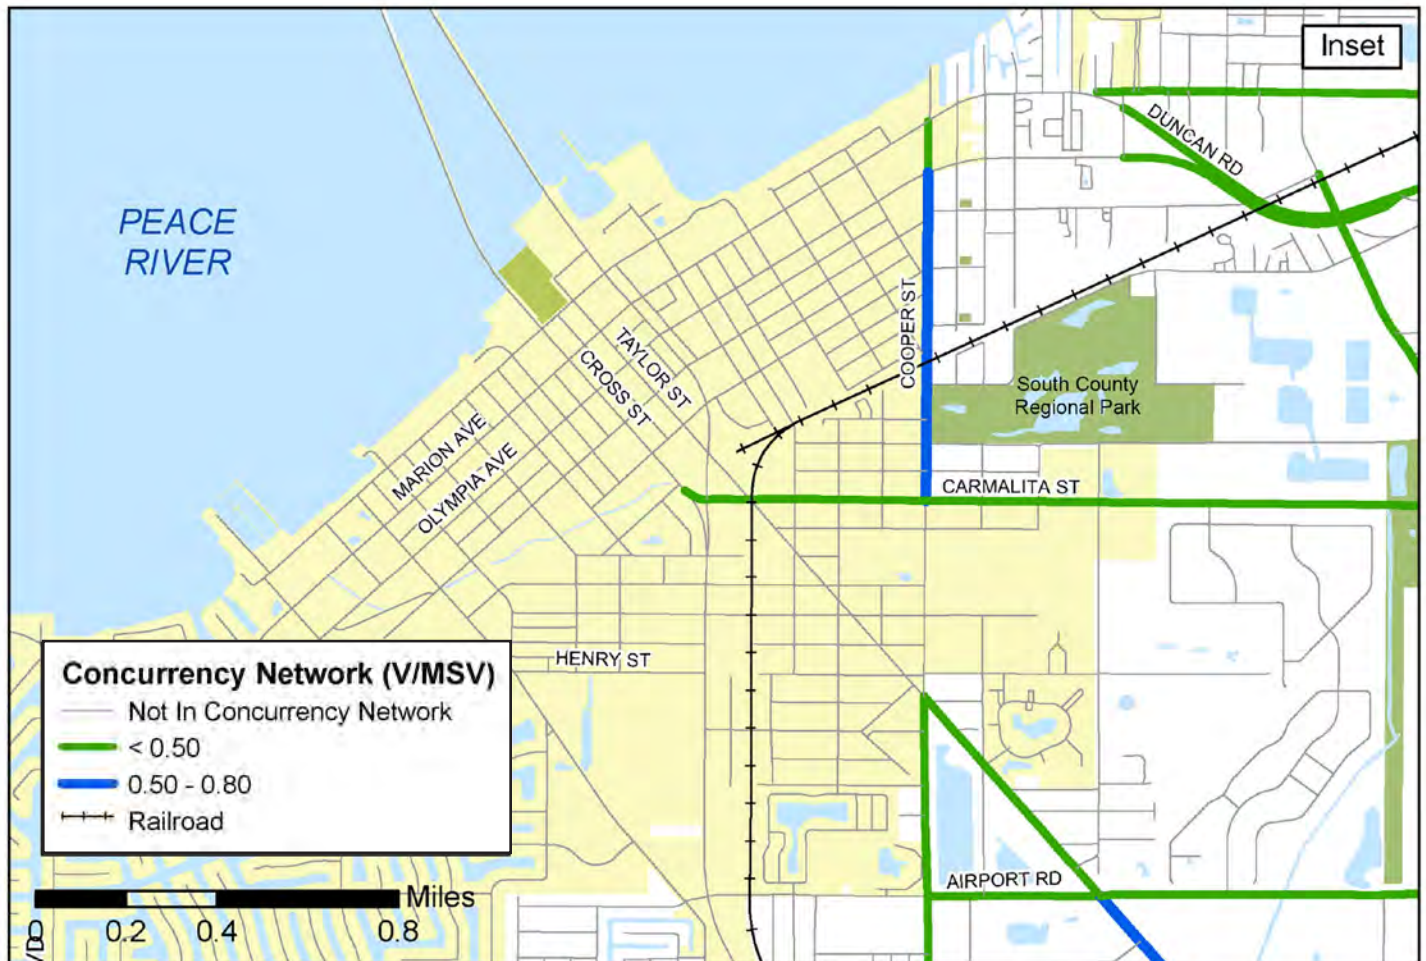 Inset
DUNCAN RD
PEACE
RIVER
COOPER ST
TAYLOR ST
CROSS ST
South County
Regional Park
MARION AVE
OLYMPIA AVE
CARMALITA ST
HENRY ST
Concurrency Network (V/MSV)
Not In Concurrency Network
< 0.50
0.50 - 0.80
Railroad
AIRPORT RD
Miles
0 0.2 0.4 0.8